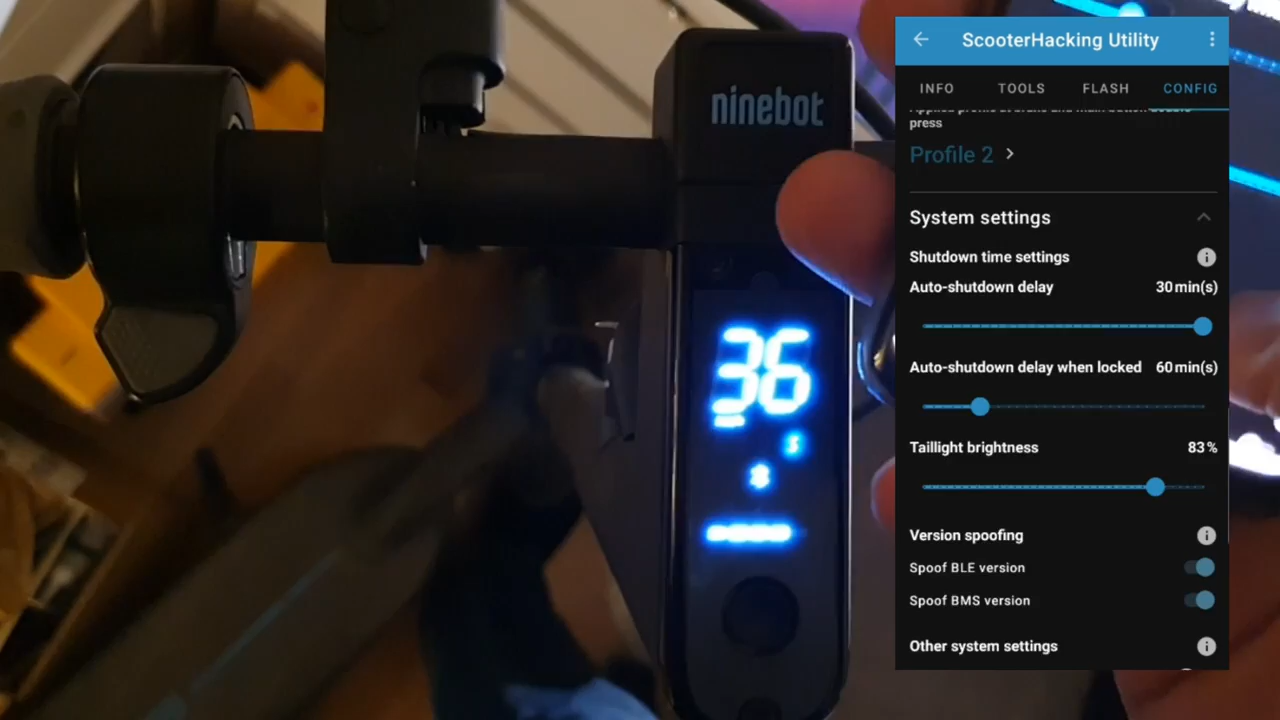 ninebot
36
S
ScooterHacking Utility
INFO TOOLS FLASH CONFIG
press
Profile 2
System settings
Shutdown time settings
Auto-shutdown delay 30 min(s)
Auto-shutdown delay when locked 60 min(s)
Taillight brightness 83%
Version spoofing
Spoof BLE version
Spoof BMS version
Other system settings